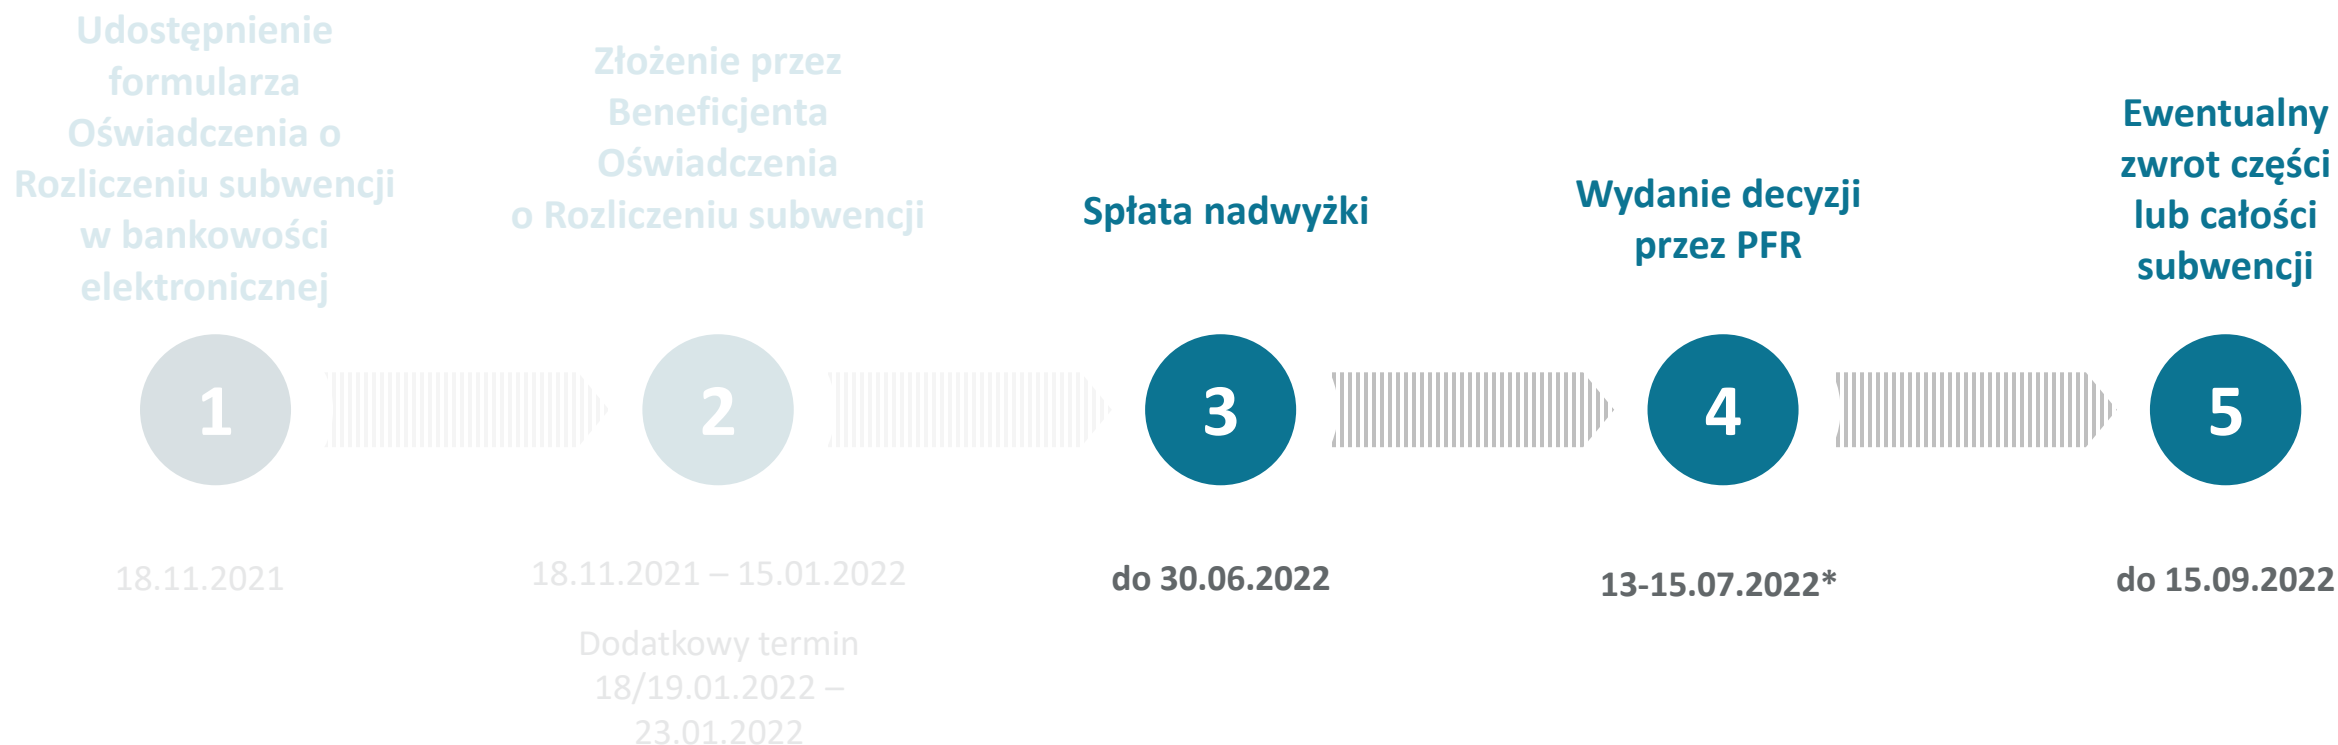 Udostępnienie
formularza
Oświadczenia o
Rozliczeniu subwencji
w bankowości
elektronicznej
Złożenie przez
Beneficjenta
Oświadczenia
o Rozliczeniu subwencji
Spłata nadwyżki
Wydanie decyzji
przez PFR
Ewentualny
zwrot części
lub całości
subwencji
1
2
3
4
5
18.11.2021
18.11.2021 – 15.01.2022
Dodatkowy termin
18/19.01.2022 –
23.01.2022
do 30.06.2022
13-15.07.2022*
do 15.09.2022